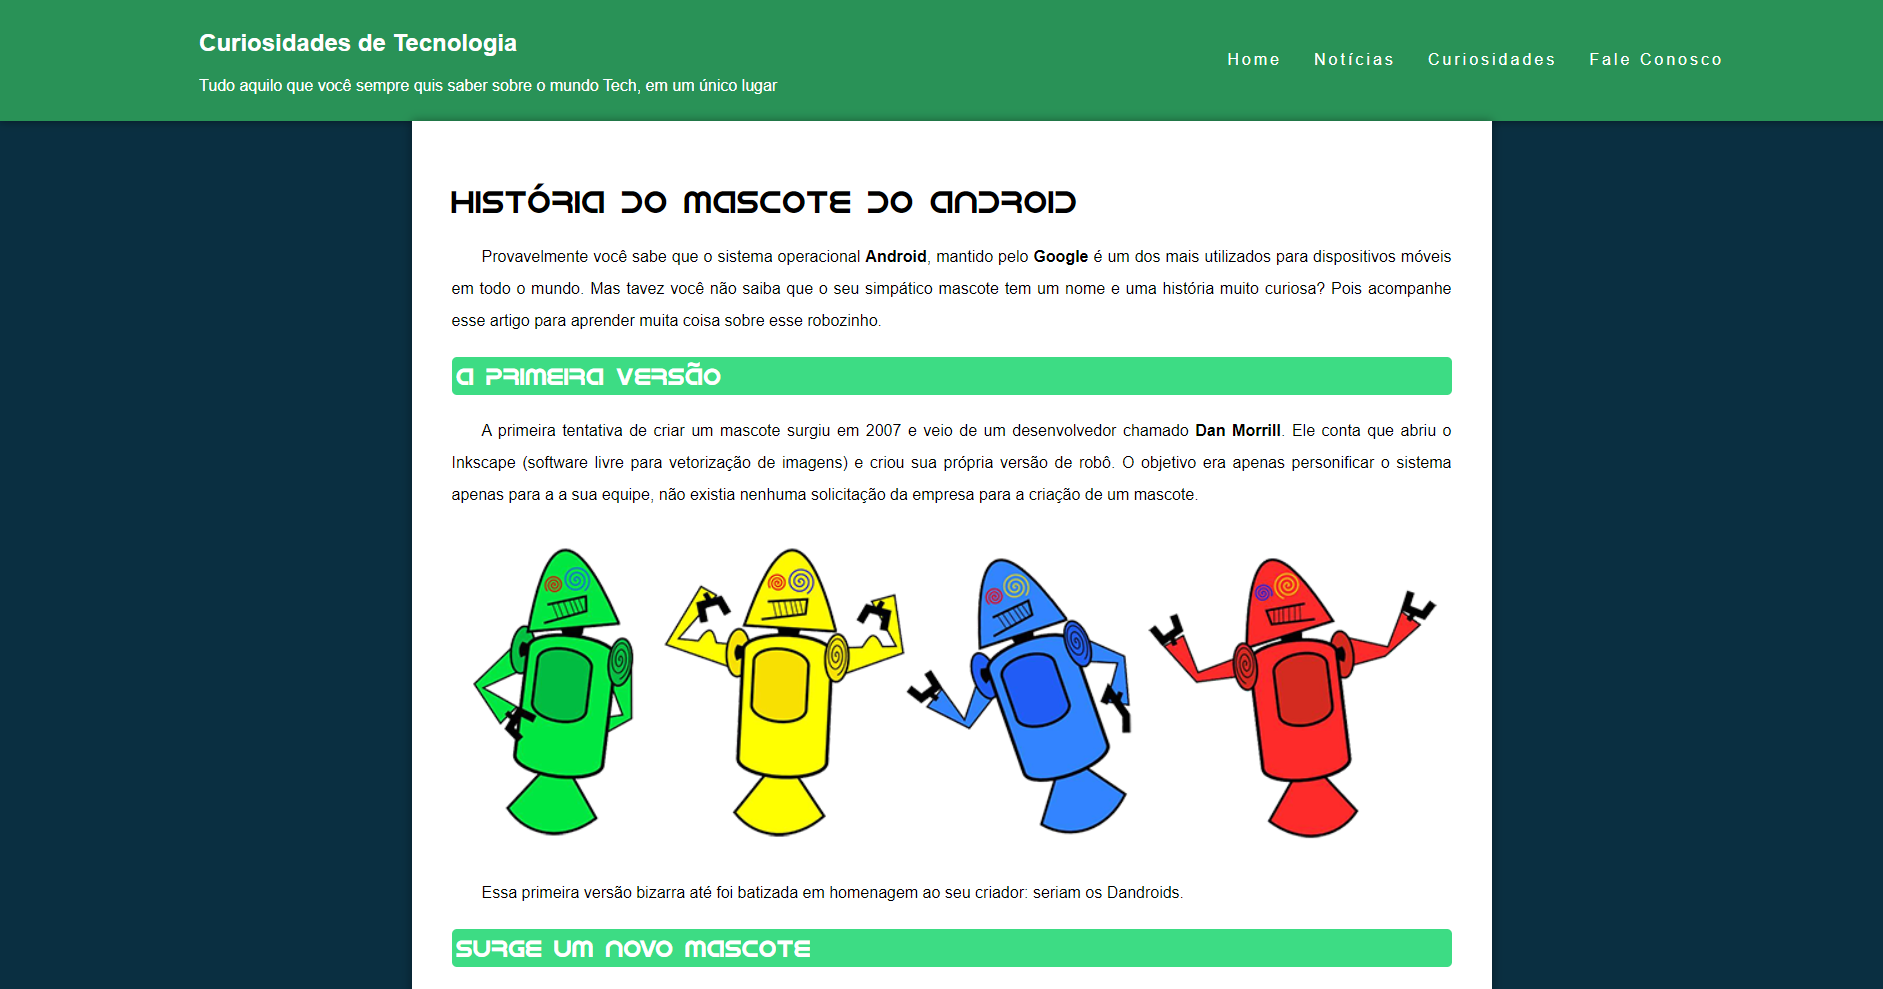 Curiosidades de Tecnologia
Tudo aquilo que você sempre quis saber sobre o mundo Tech, em um único lugar
Home Notícias Curiosidades Fale Conosco
HISTÓRIA DO MASCOTE DO ANDROID
Provavelmente você sabe que o sistema operacional Android, mantido pelo Google é um dos mais utilizados para dispositivos móveis
em todo o mundo. Mas tavez você não saiba que o seu simpático mascote tem um nome e uma história muito curiosa? Pois acompanhe
esse artigo para aprender muita coisa sobre esse robozinho.
A PRIMEIRA VERSÃO
A primeira tentativa de criar um mascote surgiu em 2007 e veio de um desenvolvedor chamado Dan Morrill. Ele conta que abriu o
Inkscape (software livre para vetorização de imagens) e criou sua própria versão de robô. O objetivo era apenas personificar o sistema
apenas para a a sua equipe, não existia nenhuma solicitação da empresa para a criação de um mascote.
Essa primeira versão bizarra até foi batizada em homenagem ao seu criador: seriam os Dandroids.
SURGE UM NOVO MASCOTE